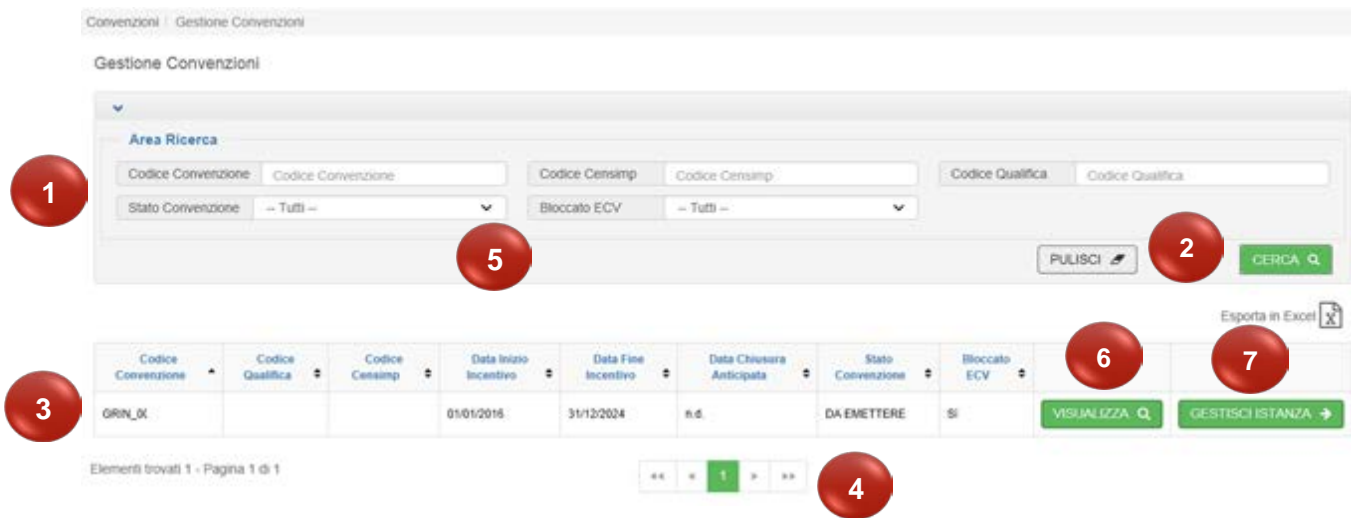 Convenzioni / Gestione Convenzioni
Gestione Convenzioni
Area Ricerca
1
Codice Convenzione Codice Convenzione Codice Censimp Codice Censimp Codice Qualifica Codice Qualifica
Stato Convenzione -- Tutti -- Bloccato ECV -- Tutti --
5
PULISCI 2 CERCA
Esporta in Excel
Codice Convenzione Codice Qualifica Codice Censimp Data Inizio Incentivo Data Fine Incentivo Data Chiusura Anticipata Stato Convenzione Bloccato ECV 6 7
3 GRIN_0( 01/01/2016 31/12/2024 n.d. DA EMETTERE Sì VISUALIZZA GESTISCI ISTANZA
Elementi trovati 1 - Pagina 1 di 1 «« « 1 » »» 4